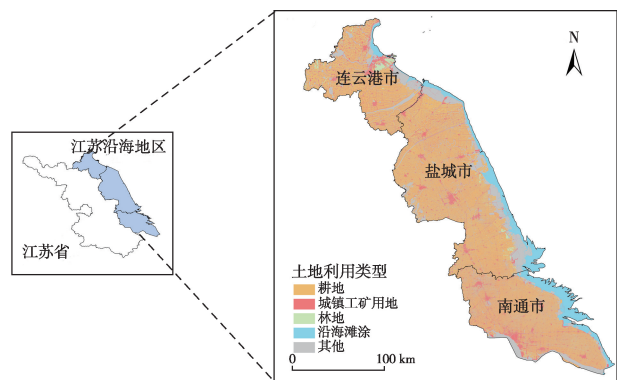 江苏沿海地区
江苏省
N
连云港市
盐城市
南通市
土地利用类型
耕地
城镇工矿用地
林地
沿海滩涂
其他
0 100 km